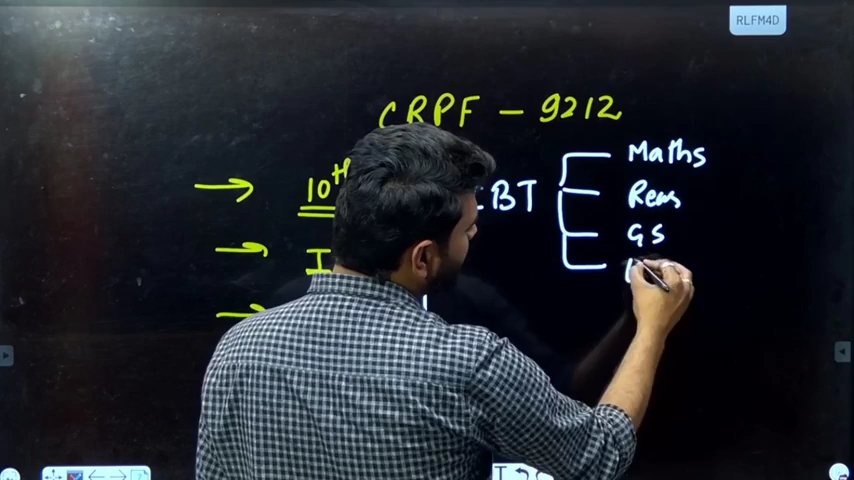 RLFM4D
CRPF - 9212
10th
BT
Maths
Reas
GS